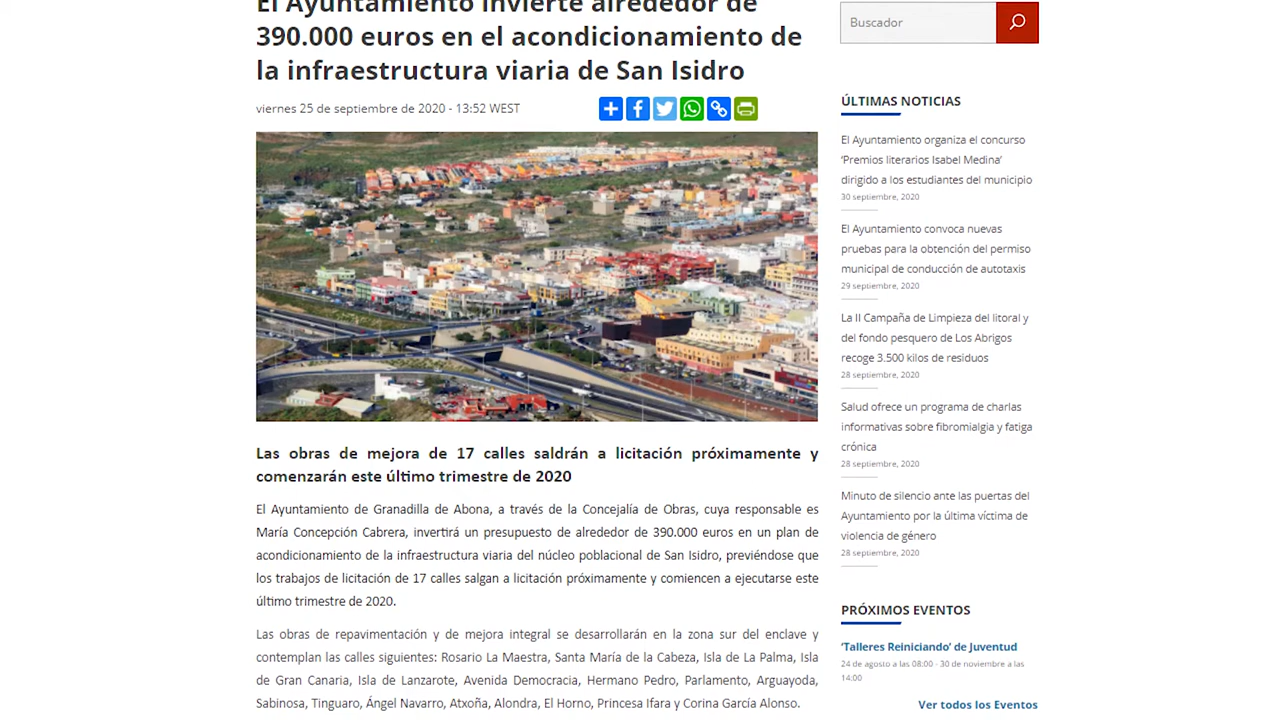 El Ayuntamiento invierte alrededor de
390.000 euros en el acondicionamiento de
la infraestructura viaria de San Isidro
viernes 25 de septiembre de 2020 - 13:52 WEST
Las obras de mejora de 17 calles saldrán a licitación próximamente y
comenzarán este último trimestre de 2020
El Ayuntamiento de Granadilla de Abona, a través de la Concejalía de Obras, cuya responsable es
María Concepción Cabrera, invertirá un presupuesto de alrededor de 390.000 euros en un plan de
acondicionamiento de la infraestructura viaria del núcleo poblacional de San Isidro, previéndose que
los trabajos de licitación de 17 calles salgan a licitación próximamente y comiencen a ejecutarse este
último trimestre de 2020.
Las obras de repavimentación y de mejora integral se desarrollarán en la zona sur del enclave y
contemplan las calles siguientes: Rosario La Maestra, Santa María de la Cabeza, Isla de La Palma, Isla
de Gran Canaria, Isla de Lanzarote, Avenida Democracia, Hermano Pedro, Parlamento, Arguayoda,
Sabinosa, Tinguaro, Ángel Navarro, Atxoña, Alondra, El Horno, Princesa Ifara y Corina García Alonso.
Buscador
ÚLTIMAS NOTICIAS
El Ayuntamiento organiza el concurso
‘Premios literarios Isabel Medina’
dirigido a los estudiantes del municipio
30 septiembre, 2020
El Ayuntamiento convoca nuevas
pruebas para la obtención del permiso
municipal de conducción de autotaxis
29 septiembre, 2020
La II Campaña de Limpieza del litoral y
del fondo pesquero de Los Abrigos
recoge 3.500 kilos de residuos
28 septiembre, 2020
Salud ofrece un programa de charlas
informativas sobre fibromialgia y fatiga
crónica
28 septiembre, 2020
Minuto de silencio ante las puertas del
Ayuntamiento por la última víctima de
violencia de género
28 septiembre, 2020
PRÓXIMOS EVENTOS
‘Talleres Reiniciando’ de Juventud
24 de agosto a las 08:00 - 30 de noviembre a las
14:00
Ver todos los Eventos